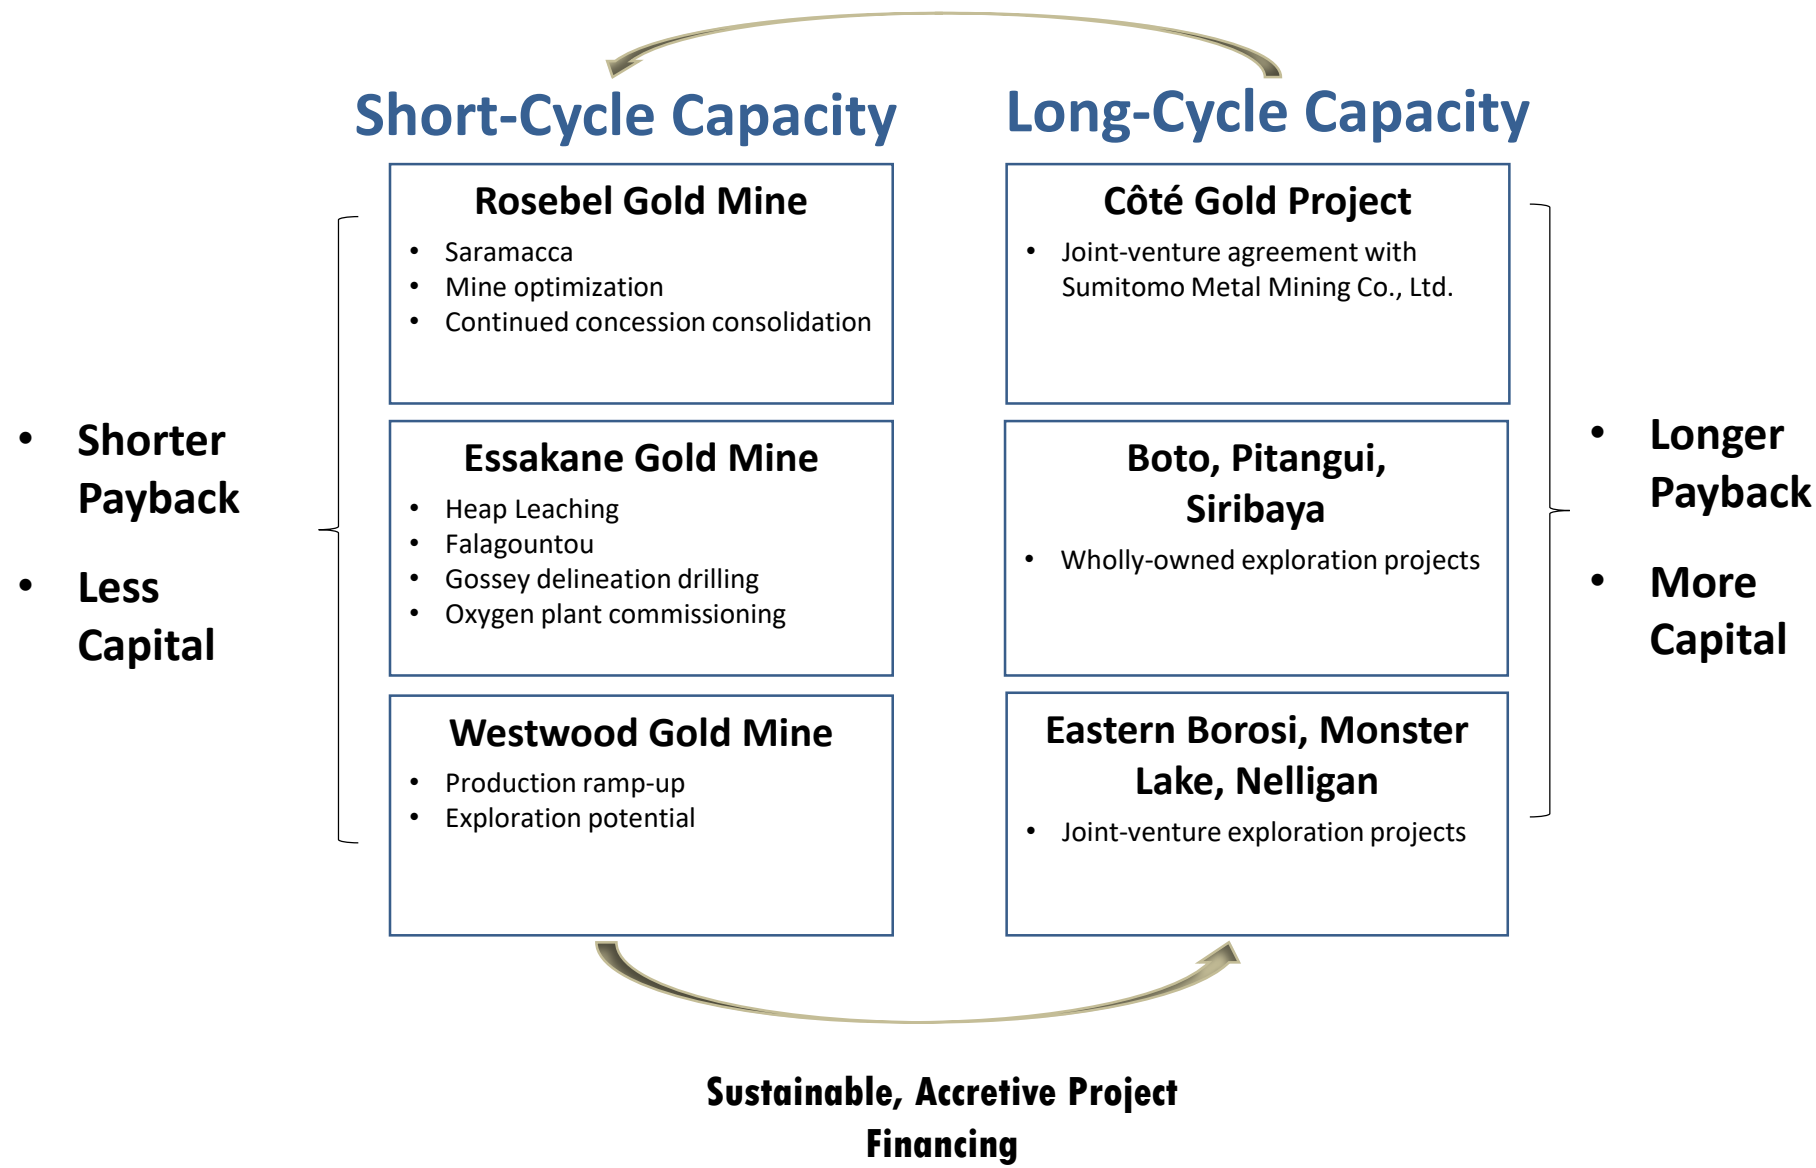 Short-Cycle Capacity
Long-Cycle Capacity
• Shorter
Payback
• Less
Capital
Rosebel Gold Mine
• Saramacca
• Mine optimization
• Continued concession consolidation
Essakane Gold Mine
• Heap Leaching
• Falagountou
• Gossey delineation drilling
• Oxygen plant commissioning
Westwood Gold Mine
• Production ramp-up
• Exploration potential
Côté Gold Project
• Joint-venture agreement with
Sumitomo Metal Mining Co., Ltd.
Boto, Pitangui,
Siribaya
• Wholly-owned exploration projects
Eastern Borosi, Monster
Lake, Nelligan
• Joint-venture exploration projects
• Longer
Payback
• More
Capital
Sustainable, Accretive Project
Financing